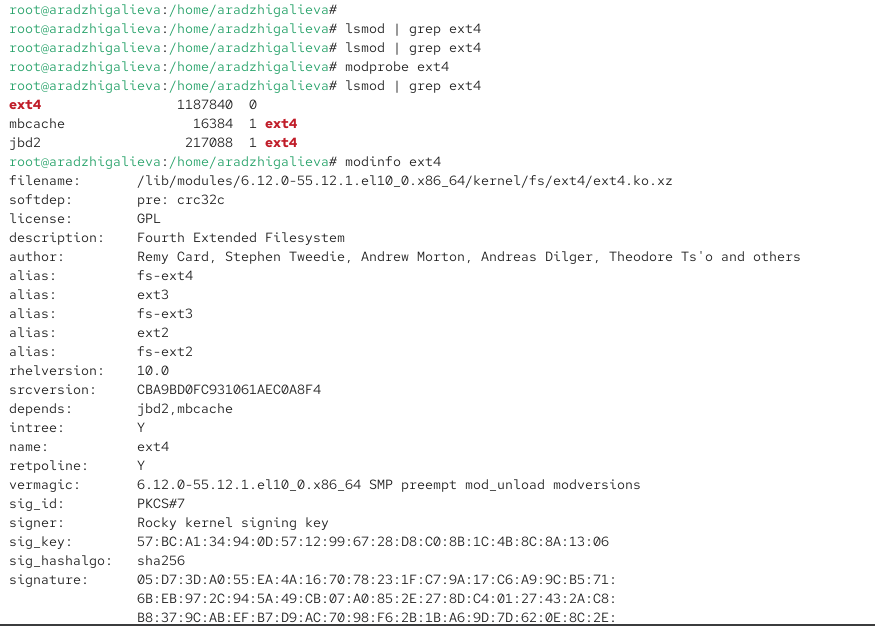 root@aradzhigalieva:/home/aradzhigalieva#
root@aradzhigalieva:/home/aradzhigalieva# lsmod | grep ext4
root@aradzhigalieva:/home/aradzhigalieva# lsmod | grep ext4
root@aradzhigalieva:/home/aradzhigalieva# modprobe ext4
root@aradzhigalieva:/home/aradzhigalieva# lsmod | grep ext4
ext4                 1187840  0
mbcache                16384  1 ext4
jbd2                  217088  1 ext4
root@aradzhigalieva:/home/aradzhigalieva# modinfo ext4
filename:       /lib/modules/6.12.0-55.12.1.el10_0.x86_64/kernel/fs/ext4/ext4.ko.xz
softdep:        pre: crc32c
license:        GPL
description:    Fourth Extended Filesystem
author:         Remy Card, Stephen Tweedie, Andrew Morton, Andreas Dilger, Theodore Ts'o and others
alias:          fs-ext4
alias:          ext3
alias:          fs-ext3
alias:          ext2
alias:          fs-ext2
rhelversion:    10.0
srcversion:     CBA9BD0FC931061AEC0A8F4
depends:        jbd2,mbcache
intree:         Y
name:           ext4
retpoline:      Y
vermagic:       6.12.0-55.12.1.el10_0.x86_64 SMP preempt mod_unload modversions
sig_id:         PKCS#7
signer:         Rocky kernel signing key
sig_key:        57:BC:A1:34:94:0D:57:12:99:67:28:D8:C0:8B:1C:4B:8C:8A:13:06
sig_hashalgo:   sha256
signature:      05:D7:3D:A0:55:EA:4A:16:70:78:23:1F:C7:9A:17:C6:A9:9C:B5:71:
                6B:EB:97:2C:94:5A:49:CB:07:A0:85:2E:27:8D:C4:01:27:43:2A:C8:
                B8:37:9C:AB:EF:B7:D9:AC:70:98:F6:2B:1B:A6:9D:7D:62:0E:8C:2E: